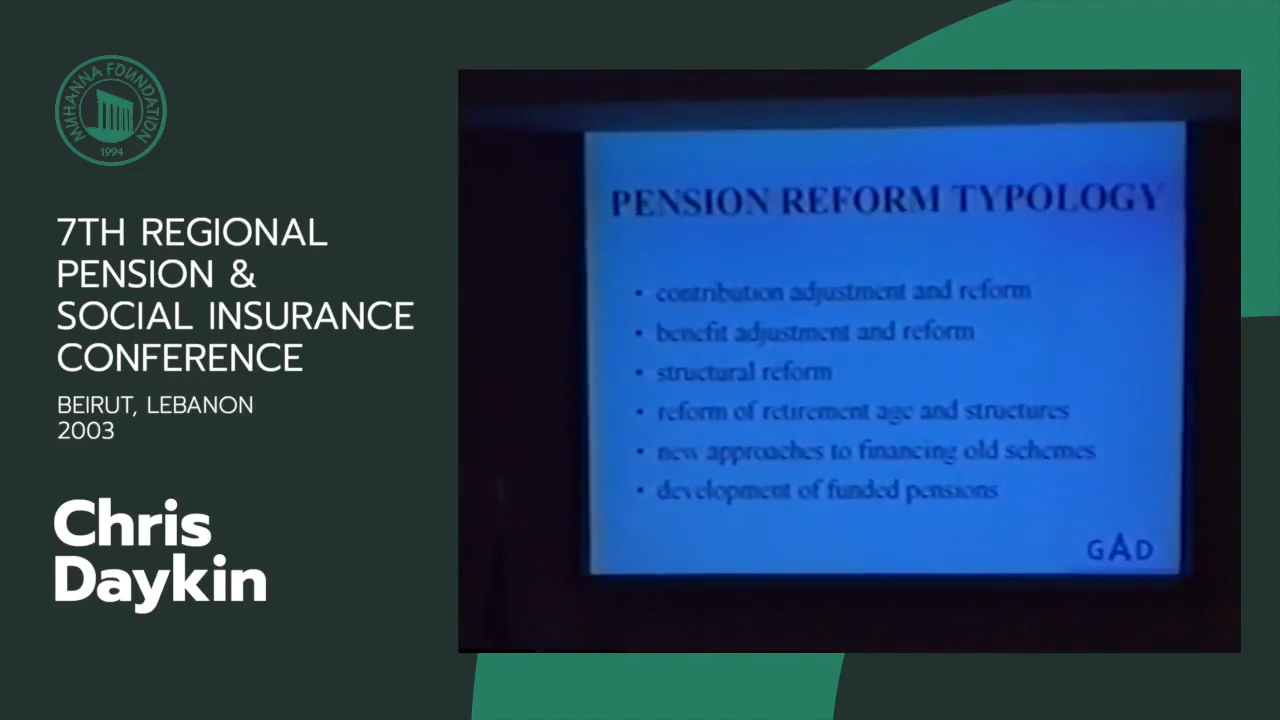 MUHANNA FOUNDATION
1994
7TH REGIONAL
PENSION &
SOCIAL INSURANCE
CONFERENCE
BEIRUT, LEBANON
2003
Chris
Daykin
PENSION REFORM TYPOLOGY
• contribution adjustment and reform
• benefit adjustment and reform
• structural reform
• reform of retirement age and structures
• new approaches to financing old schemes
• development of funded pensions
GAD